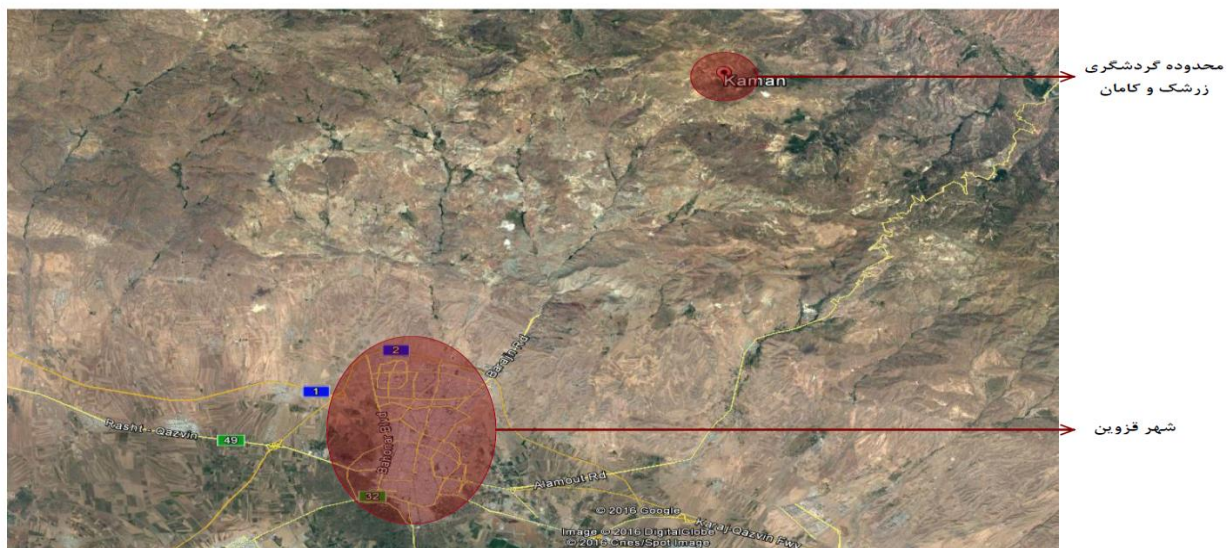 Kaman
محدوده گردشگری
زرشک و کامان
2
Barajin Rd
1
Rasht - Qazvin
49
Bahonar Blvd
شهر قزوین
32
Alamout Rd
© 2016 Google
Karaj-Qazvin Fwy
Image © 2016 DigitalGlobe
© 2016 Cnes/Spot Image